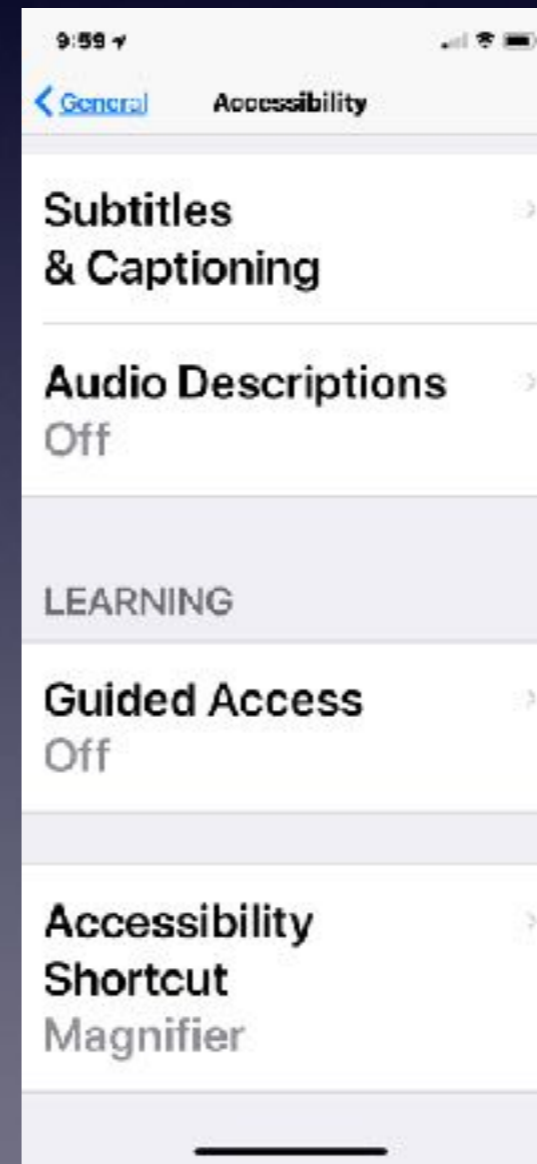 9:59
General Accessibility
Subtitles
& Captioning
Audio Descriptions
Off
LEARNING
Guided Access
Off
Accessibility
Shortcut
Magnifier